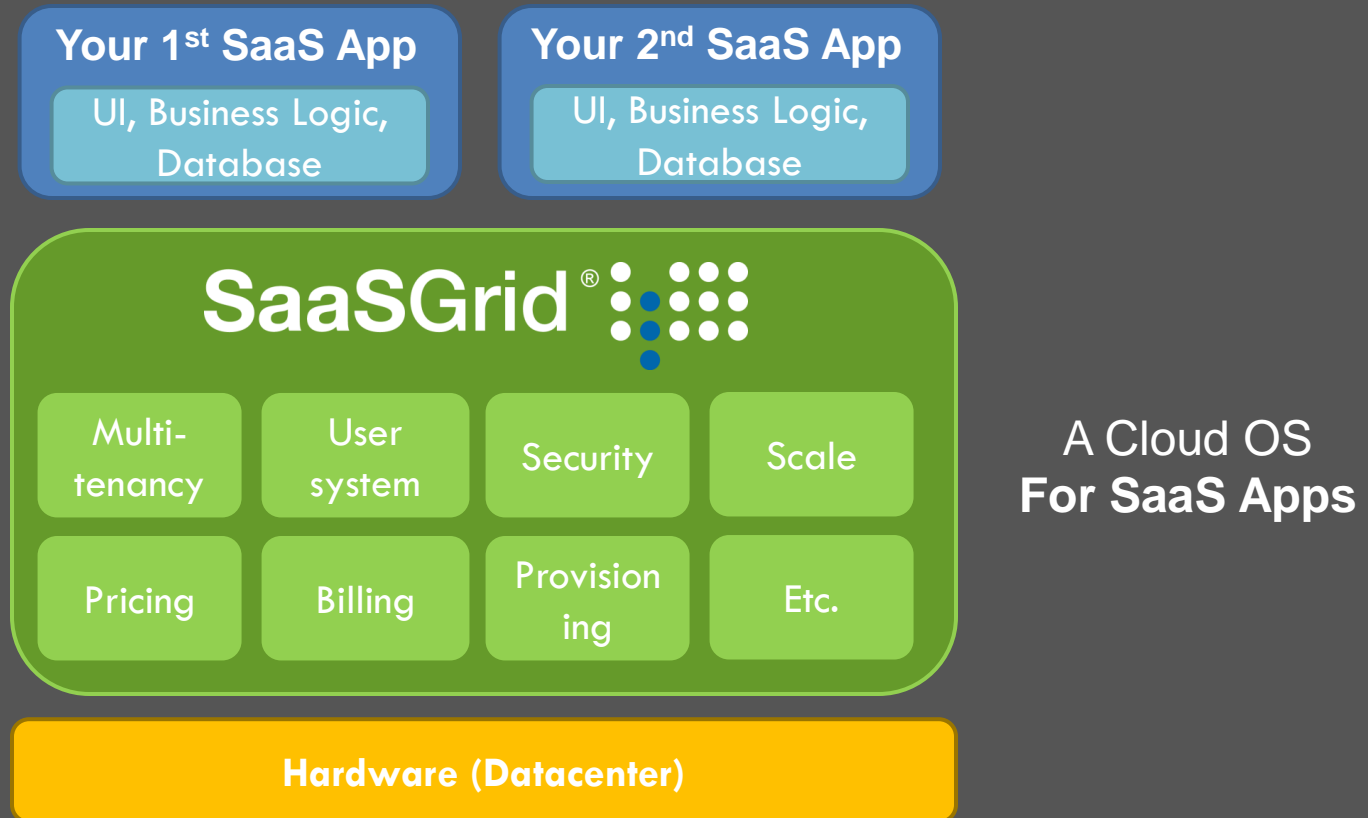 Your 1st SaaS App
UI, Business Logic,
Database
Your 2nd SaaS App
UI, Business Logic,
Database
SaaSGrid®
Multi-
tenancy
User
system
Security
Scale
Pricing
Billing
Provision
ing
Etc.
A Cloud OS
For SaaS Apps
Hardware (Datacenter)